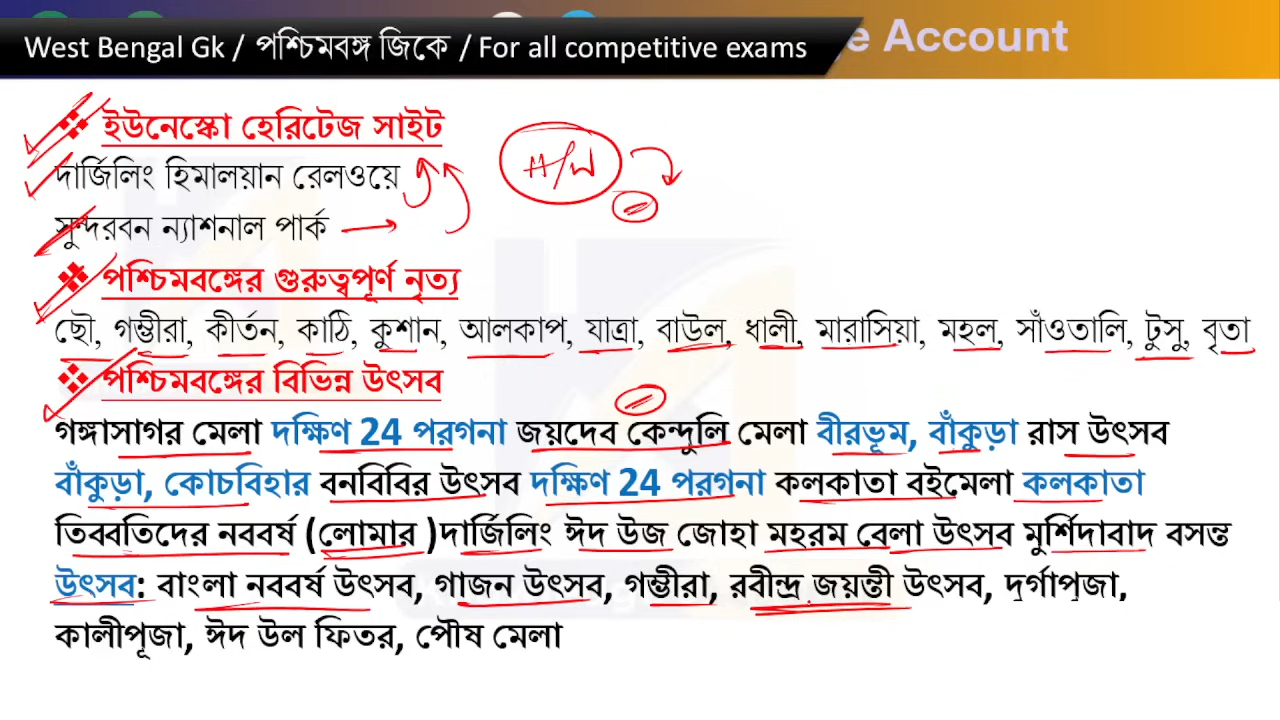 West Bengal Gk / পশ্চিমবঙ্গ জিকে / For all competitive exams
e Account
ইউনেস্কো হেরিটেজ সাইট
দার্জিলিং হিমালয়ান রেলওয়ে
H/W
সুন্দরবন ন্যাশনাল পার্ক
পশ্চিমবঙ্গের গুরুত্বপূর্ণ নৃত্য
ছৌ, গম্ভীরা, কীর্তন, কাঠি, কুশান, আলকাপ, যাত্রা, বাউল, ধালী, মারাসিয়া, মহল, সাঁওতালি, টুসু, বৃতা
পশ্চিমবঙ্গের বিভিন্ন উৎসব
গঙ্গাসাগর মেলা দক্ষিণ 24 পরগনা জয়দেব কেন্দুলি মেলা বীরভূম, বাঁকুড়া রাস উৎসব
বাঁকুড়া, কোচবিহার বনবিবির উৎসব দক্ষিণ 24 পরগনা কলকাতা বইমেলা কলকাতা
তিব্বতিদের নববর্ষ (লোমার )দার্জিলিং ঈদ উজ জোহা মহরম বেলা উৎসব মুর্শিদাবাদ বসন্ত
উৎসব: বাংলা নববর্ষ উৎসব, গাজন উৎসব, গম্ভীরা, রবীন্দ্র জয়ন্তী উৎসব, দুর্গাপূজা,
কালীপূজা, ঈদ উল ফিতর, পৌষ মেলা